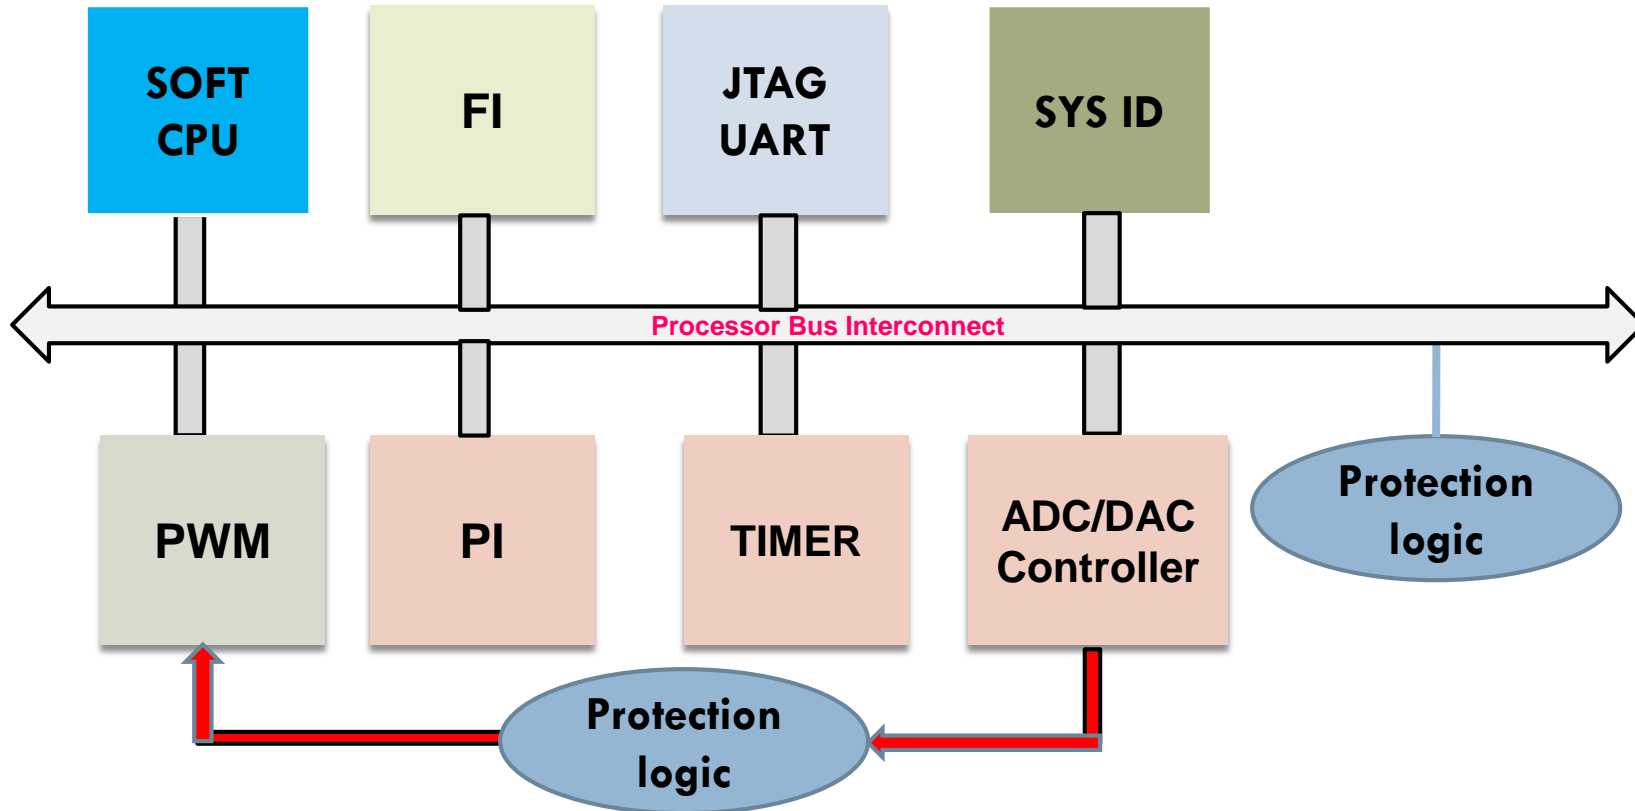 SOFT
CPU
FI
JTAG
UART
SYS ID
Processor Bus Interconnect
PWM
PI
TIMER
ADC/DAC
Controller
Protection
logic
Protection
logic